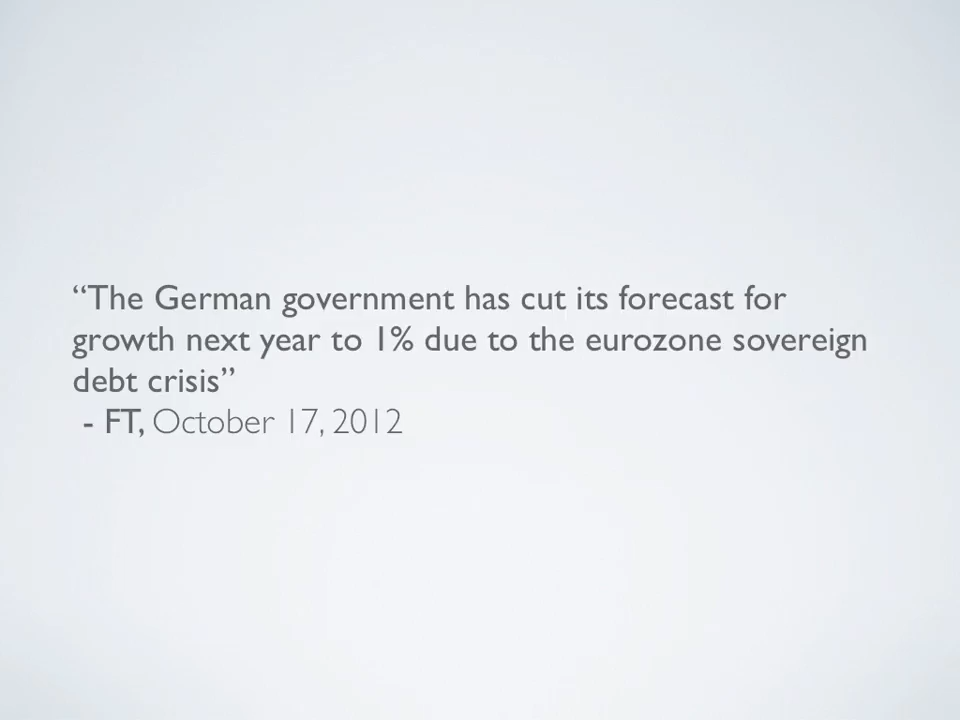 “The German government has cut its forecast for
growth next year to 1% due to the eurozone sovereign
debt crisis”
- FT, October 17, 2012